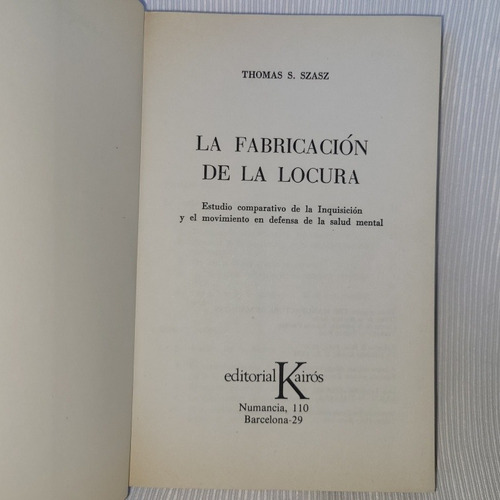 THOMAS S. SZASZ
LA FABRICACIÓN
DE LA LOCURA
Estudio comparativo de la Inquisición
y el movimiento en defensa de la salud mental
editorial Kairós
Numancia, 110
Barcelona-29